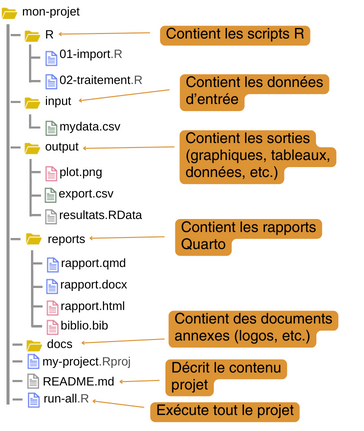 mon-projet
R
Contient les scripts R
01-import.R
02-traitement.R
input
Contient les données
d'entrée
mydata.csv
output
Contient les sorties
(graphiques, tableaux,
données, etc.)
plot.png
export.csv
resultats.RData
reports
Contient les rapports
Quarto
rapport.qmd
rapport.docx
rapport.html
biblio.bib
docs
Contient des documents
annexes (logos, etc.)
my-project.Rproj
README.md
Décrit le contenu
projet
run-all.R
Exécute tout le projet